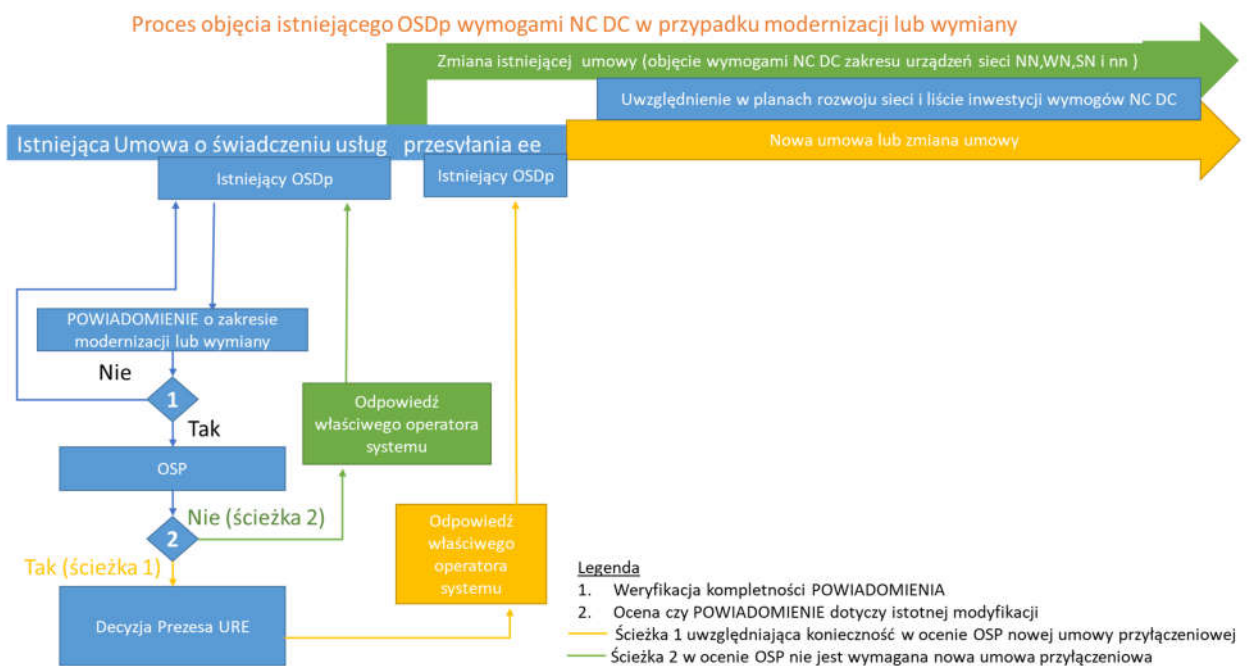 Proces objęcia istniejącego OSDp wymogami NC DC w przypadku modernizacji lub wymiany
Zmiana istniejącej umowy (objęcie wymogami NC DC zakresu urządzeń sieci NN,WN,SN i nn )
Uwzględnienie w planach rozwoju sieci i liście inwestycji wymogów NC DC
Istniejąca Umowa o świadczeniu usług przesyłania ee
Nowa umowa lub zmiana umowy
Istniejący OSDp
Istniejący OSDp
POWIADOMIENIE o zakresie
modernizacji lub wymiany
Nie
1
Tak
Odpowiedź
właściwego operatora
systemu
OSP
Nie (ścieżka 2)
2
Tak (ścieżka 1)
Odpowiedź
właściwego
operatora
systemu
Decyzja Prezesa URE
Legenda
1. Weryfikacja kompletności POWIADOMIENIA
2. Ocena czy POWIADOMIENIE dotyczy istotnej modyfikacji
Ścieżka 1 uwzględniająca konieczność w ocenie OSP nowej umowy przyłączeniowej
Ścieżka 2 w ocenie OSP nie jest wymagana nowa umowa przyłączeniowa